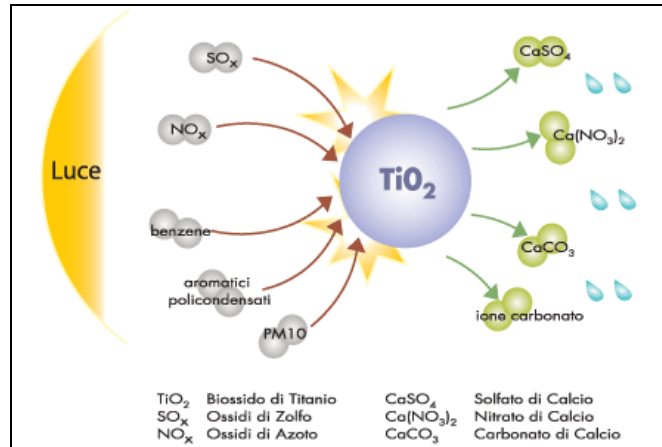 Luce
SOₓ
NOₓ
benzene
aromatici
policondensati
PM10
TiO₂
CaSO₄
Ca(NO₃)₂
CaCO₃
ione carbonato
TiO₂ Biossido di Titanio
SOₓ Ossidi di Zolfo
NOₓ Ossidi di Azoto
CaSO₄ Solfato di Calcio
Ca(NO₃)₂ Nitrato di Calcio
CaCO₃ Carbonato di Calcio